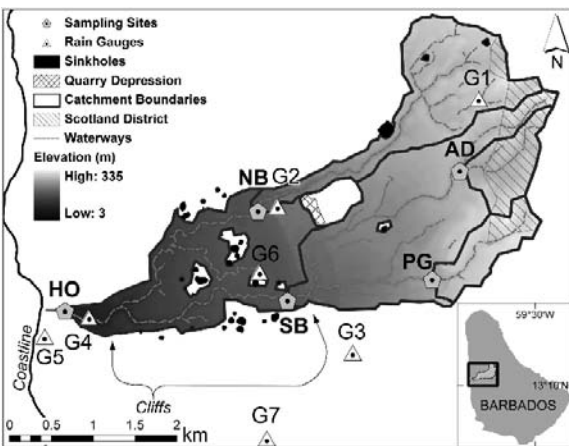 Sampling Sites
Rain Gauges
Sinkholes
Quarry Depression
Catchment Boundaries
Scotland District
Waterways
Elevation (m)
High: 335
Low: 3
N
G1
AD
NB
G2
G6
PG
HO
SB
G4
G5
G3
Coastline
Cliffs
G7
0 0.5 1 2
km
59°30'
13°10'
BARBADOS